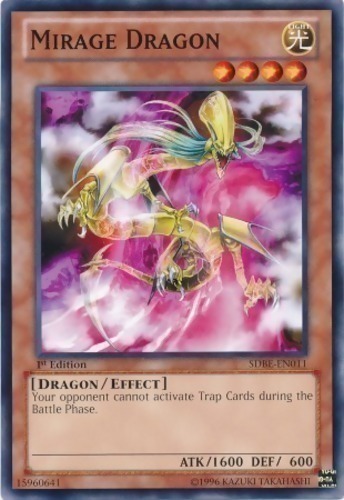 MIRAGE DRAGON
LIGHT
光
1st Edition
SDBE-EN011
[DRAGON/EFFECT]
Your opponent cannot activate Trap Cards during the
Battle Phase.
ATK/1600 DEF/ 600
15960641
©1996 KAZUKI TAKAHASHI